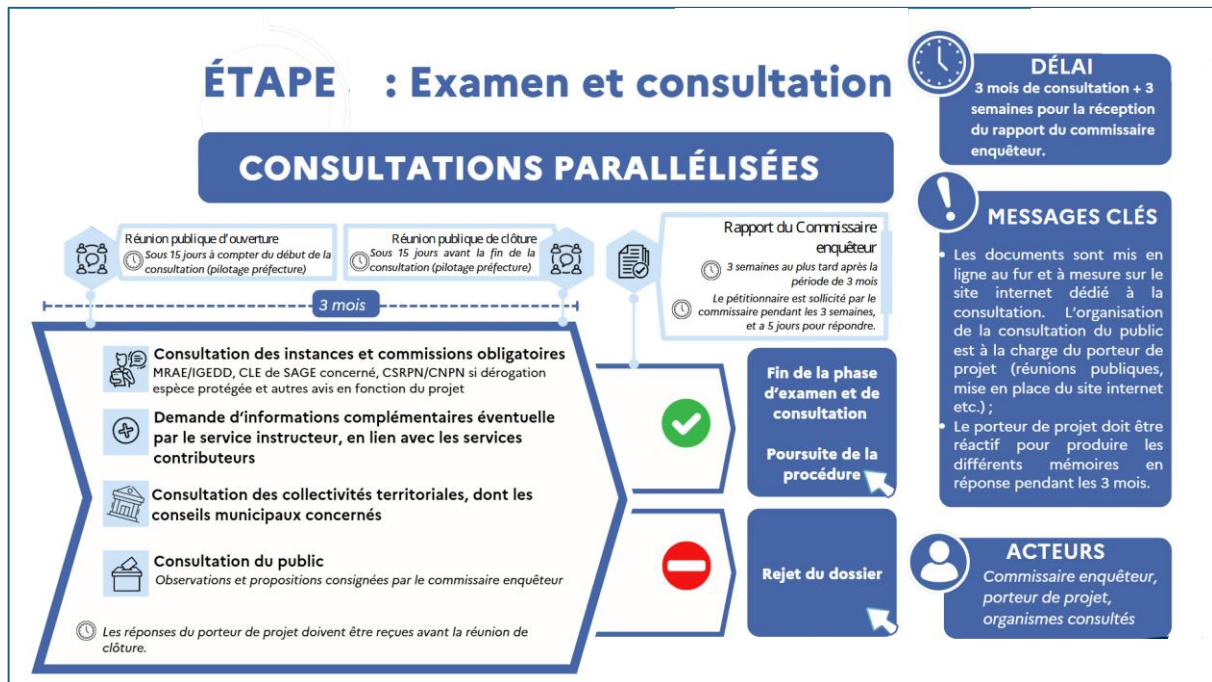 ÉTAPE : Examen et consultation
CONSULTATIONS PARALLÉLISÉES
Réunion publique d’ouverture
Sous 15 jours à compter du début de la
consultation (pilotage préfecture)
Réunion publique de clôture
Sous 15 jours avant la fin de la
consultation (pilotage préfecture)
Rapport du Commissaire
enquêteur
3 semaines au plus tard après la
période de 3 mois
Le pétitionnaire est sollicité par le
commissaire pendant les 3 semaines,
et a 5 jours pour répondre.
3 mois
Consultation des instances et commissions obligatoires
MRAE/IGEDD, CLE de SAGE concerné, CSRPN/CNPN si dérogation
espèce protégée et autres avis en fonction du projet
Demande d’informations complémentaires éventuelle
par le service instructeur, en lien avec les services
contributeurs
Consultation des collectivités territoriales, dont les
conseils municipaux concernés
Consultation du public
Observations et propositions consignées par le commissaire enquêteur
Les réponses du porteur de projet doivent être reçues avant la réunion de
clôture.
Fin de la phase
d’examen et de
consultation
Poursuite de la
procédure
Rejet du dossier
DÉLAI
3 mois de consultation + 3
semaines pour la réception
du rapport du commissaire
enquêteur.
MESSAGES CLÉS
• Les documents sont mis en
ligne au fur et à mesure sur le
site internet dédié à la
consultation. L’organisation
de la consultation du public
est à la charge du porteur de
projet (réunions publiques,
mise en place du site internet
etc.) ;
• Le porteur de projet doit être
réactif pour produire les
différents mémoires en
réponse pendant les 3 mois.
ACTEURS
Commissaire enquêteur,
porteur de projet,
organismes consultés